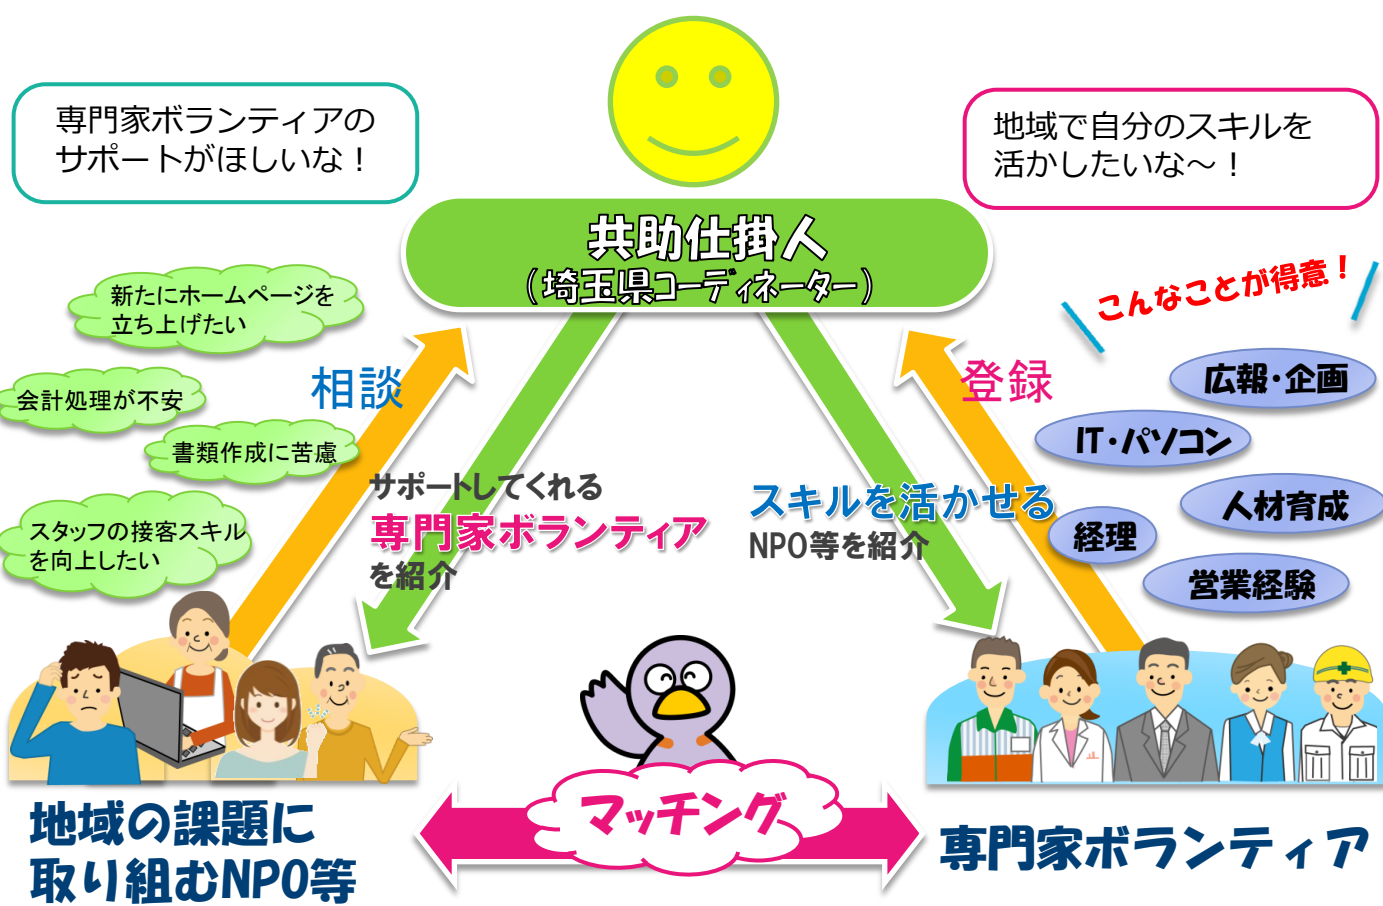 専門家ボランティアの
サポートがほしいな！
地域で自分のスキルを
活かしたいな～！
共助仕掛人
（埼玉県コーディネーター）
新たにホームページを
立ち上げたい
会計処理が不安
書類作成に苦慮
スタッフの接客スキル
を向上したい
相談
登録
こんなことが得意！
広報・企画
IT・パソコン
人材育成
経理
営業経験
サポートしてくれる
専門家ボランティア
を紹介
スキルを活かせる
NPO等を紹介
マッチング
地域の課題に
取り組むNPO等
専門家ボランティア